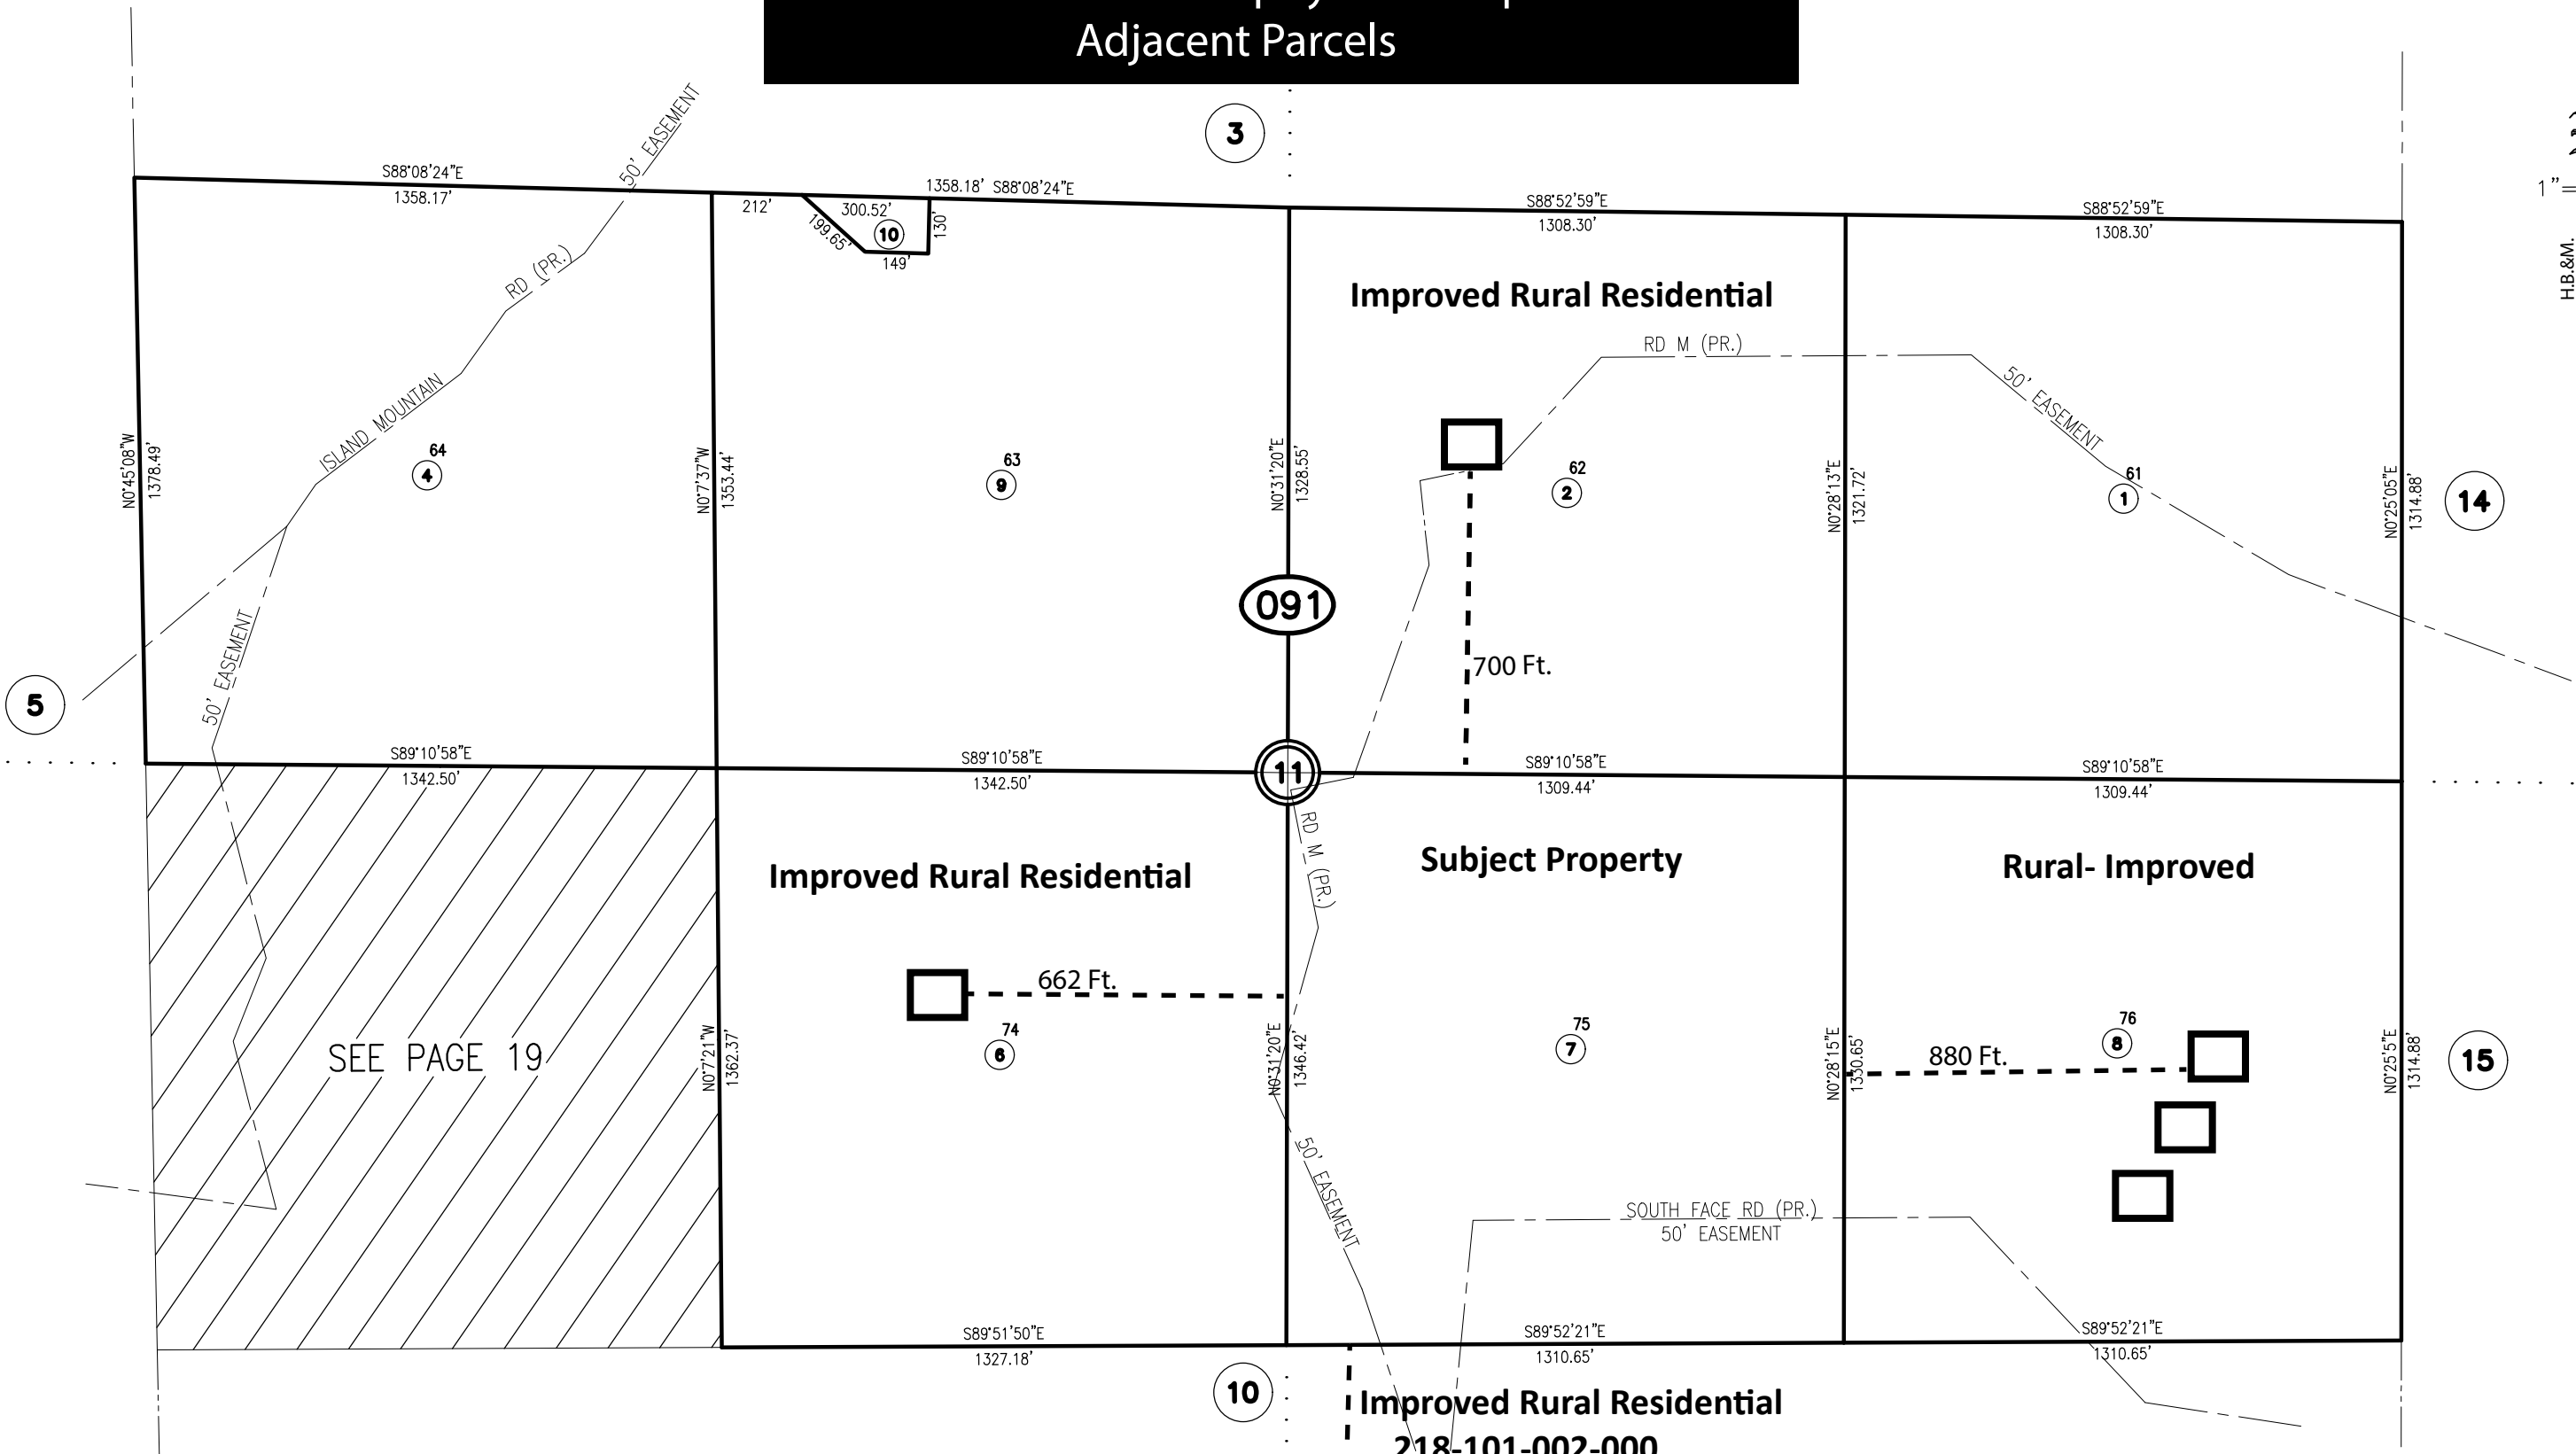 Adjacent Parcels
3
50' EASEMENT
S88°08'24"E
1358.17'
1358.18' S88°08'24"E
212'
300.52'
199.65'
10
130'
149'
S88°52'59"E
1308.30'
S88°52'59"E
1308.30'
1"=
H.B.&M.
RD (PR.)
ISLAND MOUNTAIN
Improved Rural Residential
RD M (PR.)
50' EASEMENT
N0°45'08"W
1378.49'
64
4
N0°7'37"W
1353.44'
63
9
N0°31'20"E
1328.55'
62
2
N0°28'13"E
1321.72'
61
1
N0°25'05"E
1314.88'
14
091
50' EASEMENT
700 Ft.
5
S89°10'58"E
1342.50'
S89°10'58"E
1342.50'
11
S89°10'58"E
1309.44'
S89°10'58"E
1309.44'
RD M (PR.)
Improved Rural Residential
Subject Property
Rural- Improved
662 Ft.
SEE PAGE 19
N0°7'21"W
1362.37'
74
6
N0°31'20"E
1346.42'
75
7
N0°28'15"E
1330.65'
880 Ft.
76
8
N0°25'5"E
1314.88'
15
50' EASEMENT
SOUTH FACE RD (PR.)
50' EASEMENT
S89°51'50"E
1327.18'
S89°52'21"E
1310.65'
S89°52'21"E
1310.65'
10
Improved Rural Residential
218-101-002-000